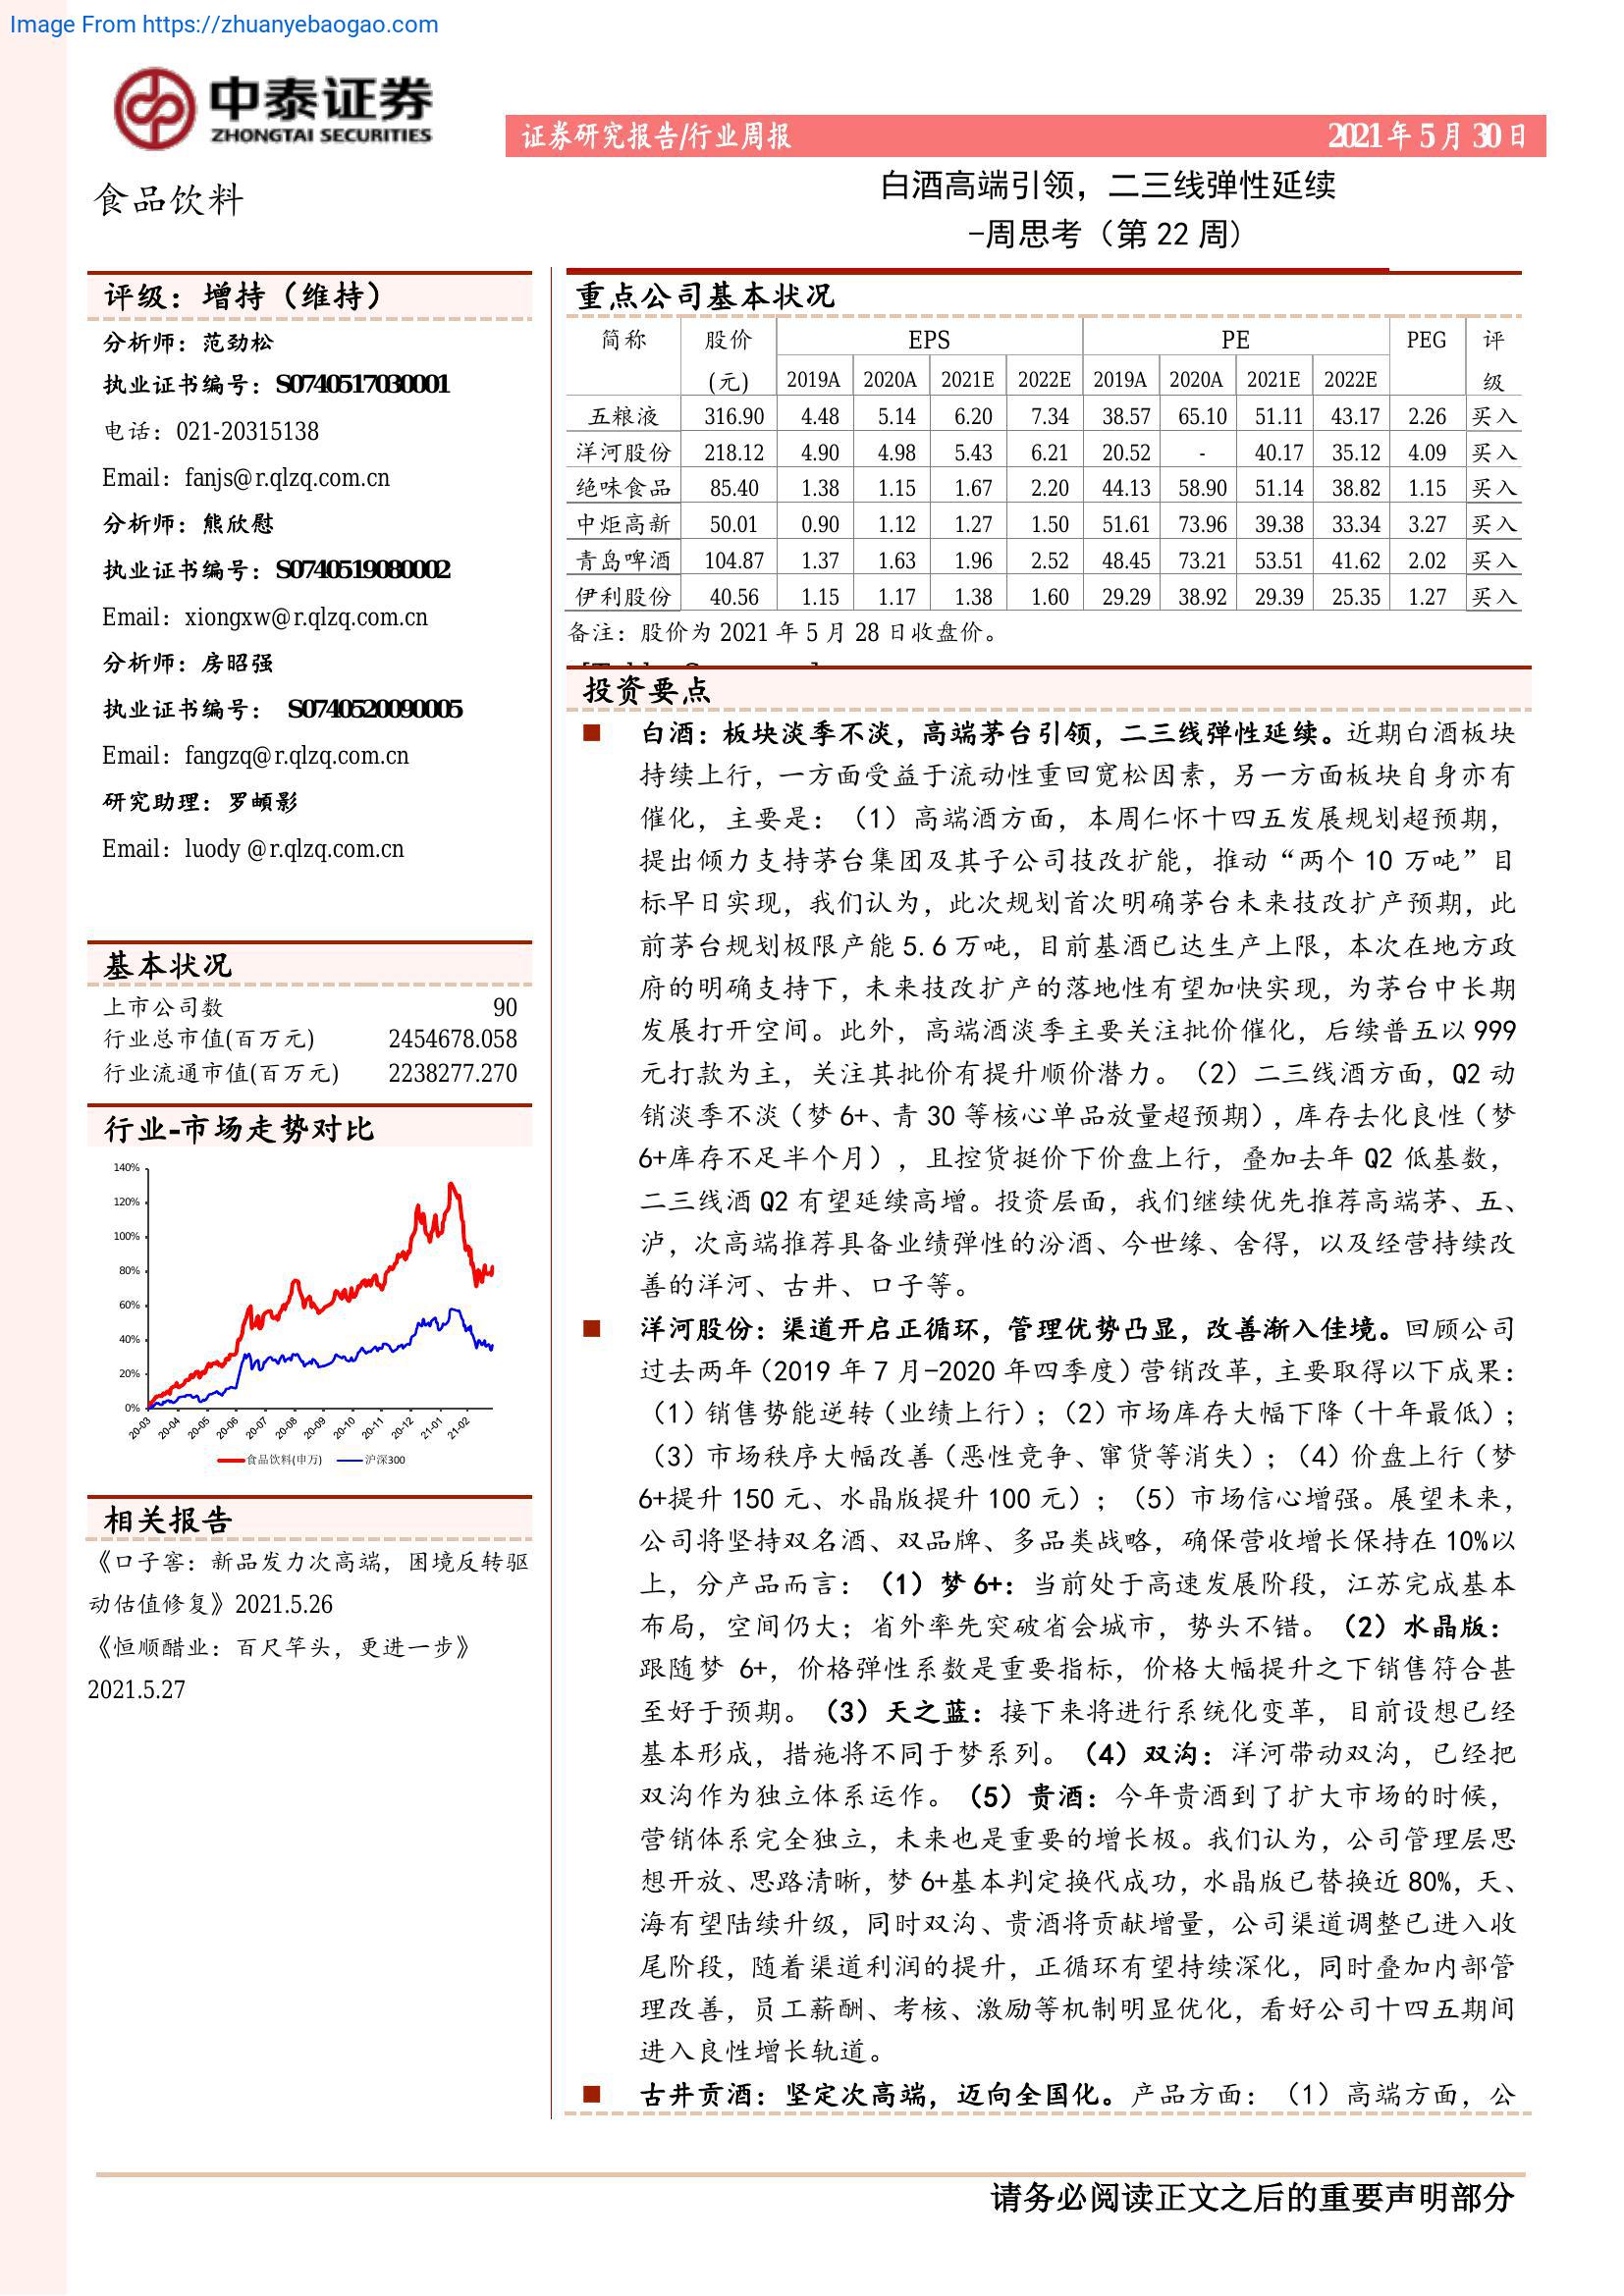 Image From https://zhuanyebaogao.com
中泰证券
ZHONGTAI SECURITIES
证券研究报告/行业周报 2021年5月30日
食品饮料
白酒高端引领，二三线弹性延续
-周思考（第 22 周）
评级：增持（维持）
分析师：范劲松
执业证书编号：S0740517030001
电话：021-20315138
Email：fanjs@r.qlzq.com.cn
分析师：熊欣慰
执业证书编号：S0740519080002
Email：xiongxw@r.qlzq.com.cn
分析师：房昭强
执业证书编号： S0740520090005
Email：fangzq@r.qlzq.com.cn
研究助理：罗頔影
Email：luody @r.qlzq.com.cn
基本状况
上市公司数 90
行业总市值(百万元) 2454678.058
行业流通市值(百万元) 2238277.270
行业-市场走势对比
140%
120%
100%
80%
60%
40%
20%
0%
20-03 20-04 20-05 20-06 20-07 20-08 20-09 20-10 20-11 20-12 21-01 21-02
食品饮料(申万) 沪深300
相关报告
《口子窖：新品发力次高端，困境反转驱
动估值修复》2021.5.26
《恒顺醋业：百尺竿头，更进一步》
2021.5.27
重点公司基本状况
简称 股价 EPS PE PEG 评
(元) 2019A 2020A 2021E 2022E 2019A 2020A 2021E 2022E 级
五粮液 316.90 4.48 5.14 6.20 7.34 38.57 65.10 51.11 43.17 2.26 买入
洋河股份 218.12 4.90 4.98 5.43 6.21 20.52 - 40.17 35.12 4.09 买入
绝味食品 85.40 1.38 1.15 1.67 2.20 44.13 58.90 51.14 38.82 1.15 买入
中炬高新 50.01 0.90 1.12 1.27 1.50 51.61 73.96 39.38 33.34 3.27 买入
青岛啤酒 104.87 1.37 1.63 1.96 2.52 48.45 73.21 53.51 41.62 2.02 买入
伊利股份 40.56 1.15 1.17 1.38 1.60 29.29 38.92 29.39 25.35 1.27 买入
备注：股价为 2021 年 5 月 28 日收盘价。
投资要点
■ 白酒：板块淡季不淡，高端茅台引领，二三线弹性延续。近期白酒板块
持续上行，一方面受益于流动性重回宽松因素，另一方面板块自身亦有
催化，主要是：（1）高端酒方面，本周仁怀十四五发展规划超预期，
提出倾力支持茅台集团及其子公司技改扩能，推动“两个 10 万吨”目
标早日实现，我们认为，此次规划首次明确茅台未来技改扩产预期，此
前茅台规划极限产能 5.6 万吨，目前基酒已达生产上限，本次在地方政
府的明确支持下，未来技改扩产的落地性有望加快实现，为茅台中长期
发展打开空间。此外，高端酒淡季主要关注批价催化，后续普五以 999
元打款为主，关注其批价有提升顺价潜力。（2）二三线酒方面，Q2 动
销淡季不淡（梦 6+、青 30 等核心单品放量超预期），库存去化良性（梦
6+库存不足半个月），且控货挺价下价盘上行，叠加去年 Q2 低基数，
二三线酒 Q2 有望延续高增。投资层面，我们继续优先推荐高端茅、五、
泸，次高端推荐具备业绩弹性的汾酒、今世缘、舍得，以及经营持续改
善的洋河、古井、口子等。
■ 洋河股份：渠道开启正循环，管理优势凸显，改善渐入佳境。回顾公司
过去两年（2019 年 7 月-2020 年四季度）营销改革，主要取得以下成果：
（1）销售势能逆转（业绩上行）；（2）市场库存大幅下降（十年最低）；
（3）市场秩序大幅改善（恶性竞争、窜货等消失）；（4）价盘上行（梦
6+提升 150 元、水晶版提升 100 元）；（5）市场信心增强。展望未来，
公司将坚持双名酒、双品牌、多品类战略，确保营收增长保持在 10%以
上，分产品而言：（1）梦 6+：当前处于高速发展阶段，江苏完成基本
布局，空间仍大；省外率先突破省会城市，势头不错。（2）水晶版：
跟随梦 6+，价格弹性系数是重要指标，价格大幅提升之下销售符合甚
至好于预期。（3）天之蓝：接下来将进行系统化变革，目前设想已经
基本形成，措施将不同于梦系列。（4）双沟：洋河带动双沟，已经把
双沟作为独立体系运作。（5）贵酒：今年贵酒到了扩大市场的时候，
营销体系完全独立，未来也是重要的增长极。我们认为，公司管理层思
想开放、思路清晰，梦 6+基本判定换代成功，水晶版已替换近 80%，天、
海有望陆续升级，同时双沟、贵酒将贡献增量，公司渠道调整已进入收
尾阶段，随着渠道利润的提升，正循环有望持续深化，同时叠加内部管
理改善，员工薪酬、考核、激励等机制明显优化，看好公司十四五期间
进入良性增长轨道。
■ 古井贡酒：坚定次高端，迈向全国化。产品方面：（1）高端方面，公
请务必阅读正文之后的重要声明部分